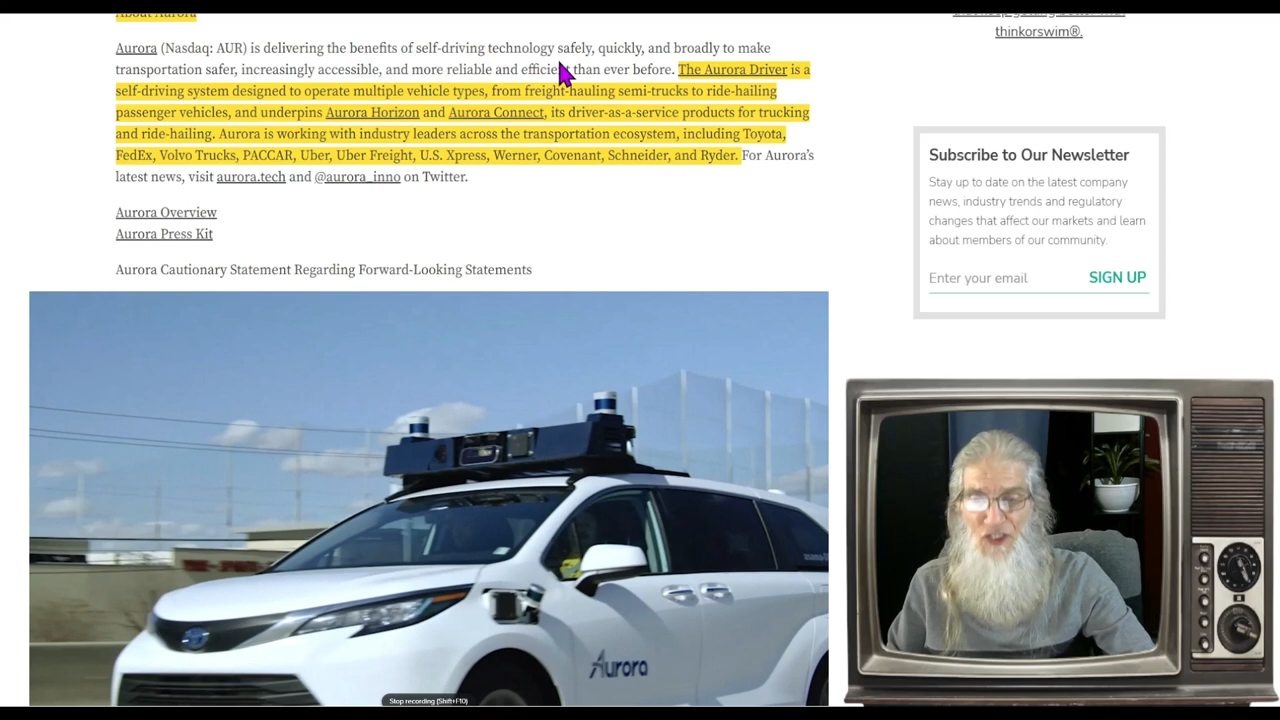 About Aurora
Aurora (Nasdaq: AUR) is delivering the benefits of self-driving technology safely, quickly, and broadly to make
transportation safer, increasingly accessible, and more reliable and efficient than ever before. The Aurora Driver is a
self-driving system designed to operate multiple vehicle types, from freight-hauling semi-trucks to ride-hailing
passenger vehicles, and underpins Aurora Horizon and Aurora Connect, its driver-as-a-service products for trucking
and ride-hailing. Aurora is working with industry leaders across the transportation ecosystem, including Toyota,
FedEx, Volvo Trucks, PACCAR, Uber, Uber Freight, U.S. Xpress, Werner, Covenant, Schneider, and Ryder. For Aurora’s
latest news, visit aurora.tech and @aurora_inno on Twitter.
Aurora Overview
Aurora Press Kit
Aurora Cautionary Statement Regarding Forward-Looking Statements
Aurora
Stop recording (Shift+F10)
thinkorswim®.
Subscribe to Our Newsletter
Stay up to date on the latest company
news, industry trends and regulatory
changes that affect our markets and learn
about members of our community.
Enter your email SIGN UP